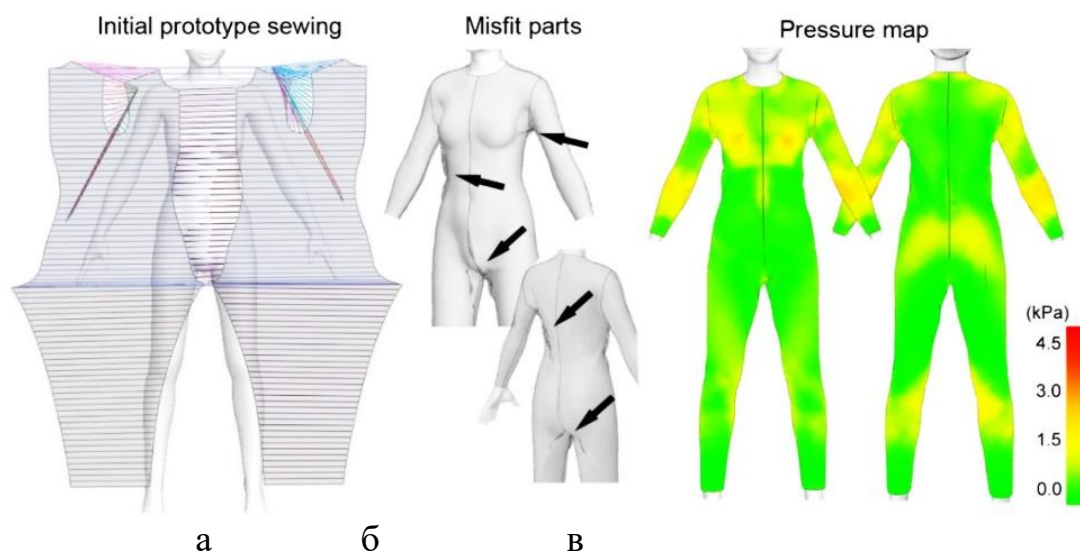 Initial prototype sewing
Misfit parts
Pressure map
(kPa)
4.5
3.0
1.5
0.0
а
б
в